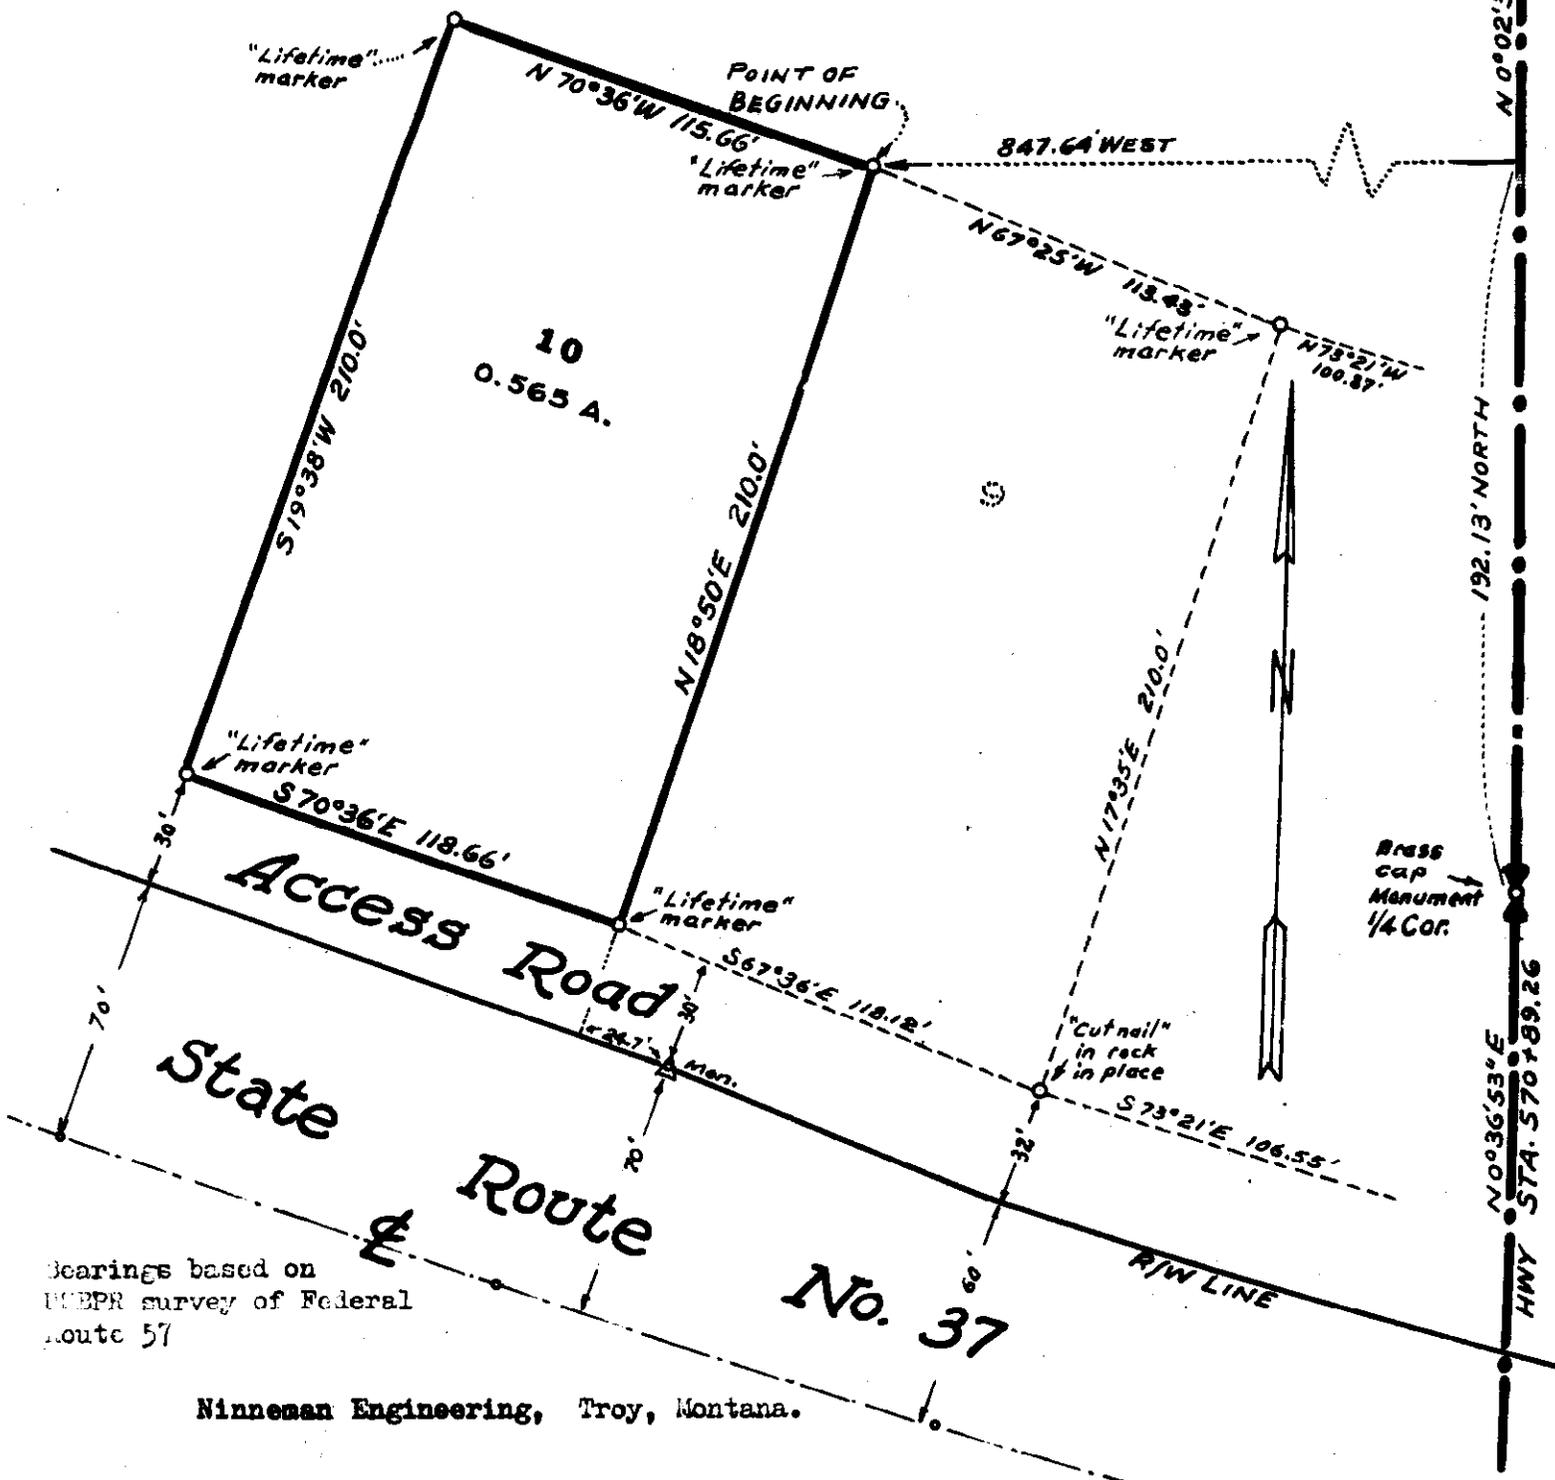 N 0°02'
"Lifetime"
marker
N 70°36'W 115.66'
POINT OF
BEGINNING
"Lifetime"
marker
847.64' WEST
N 67°25'W 113.43'
"Lifetime"
marker
N 73°21'W
100.87'
10
0.565 A.
S 19°38'W 210.0'
N 18°50'E 210.0'
9
N 17°35'E 210.0'
N
192.13' NORTH
"Lifetime"
marker
S 70°36'E 118.66'
30'
"Lifetime"
marker
Access Road
S 67°36'E 118.12'
30'
24.7'
Mon.
"Cut nail"
in rock
in place
S 73°21'E 106.55'
Brass
cap
Monument
1/4 Cor.
N 0°36'53"E
HWY STA. 570+89.26
70'
70'
32'
60'
State Route No. 37
℄
R/W LINE
Bearings based on
USBPR survey of Federal
Route 57
Ninneman Engineering, Troy, Montana.